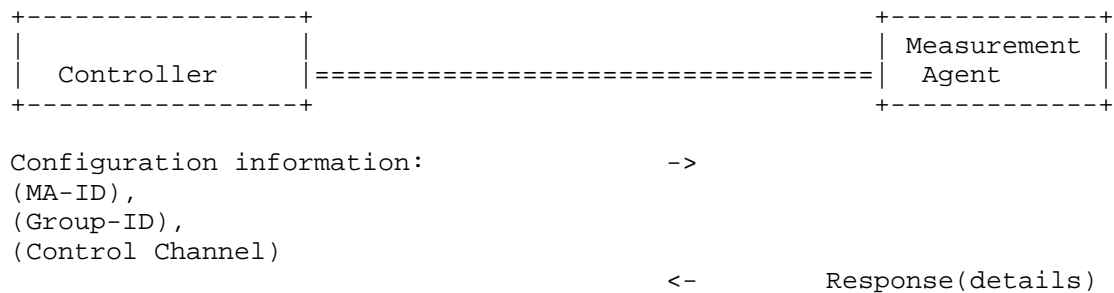 Measurement
Controller Agent
Configuration information: ->
(MA-ID),
(Group-ID),
(Control Channel)
<- Response(details)